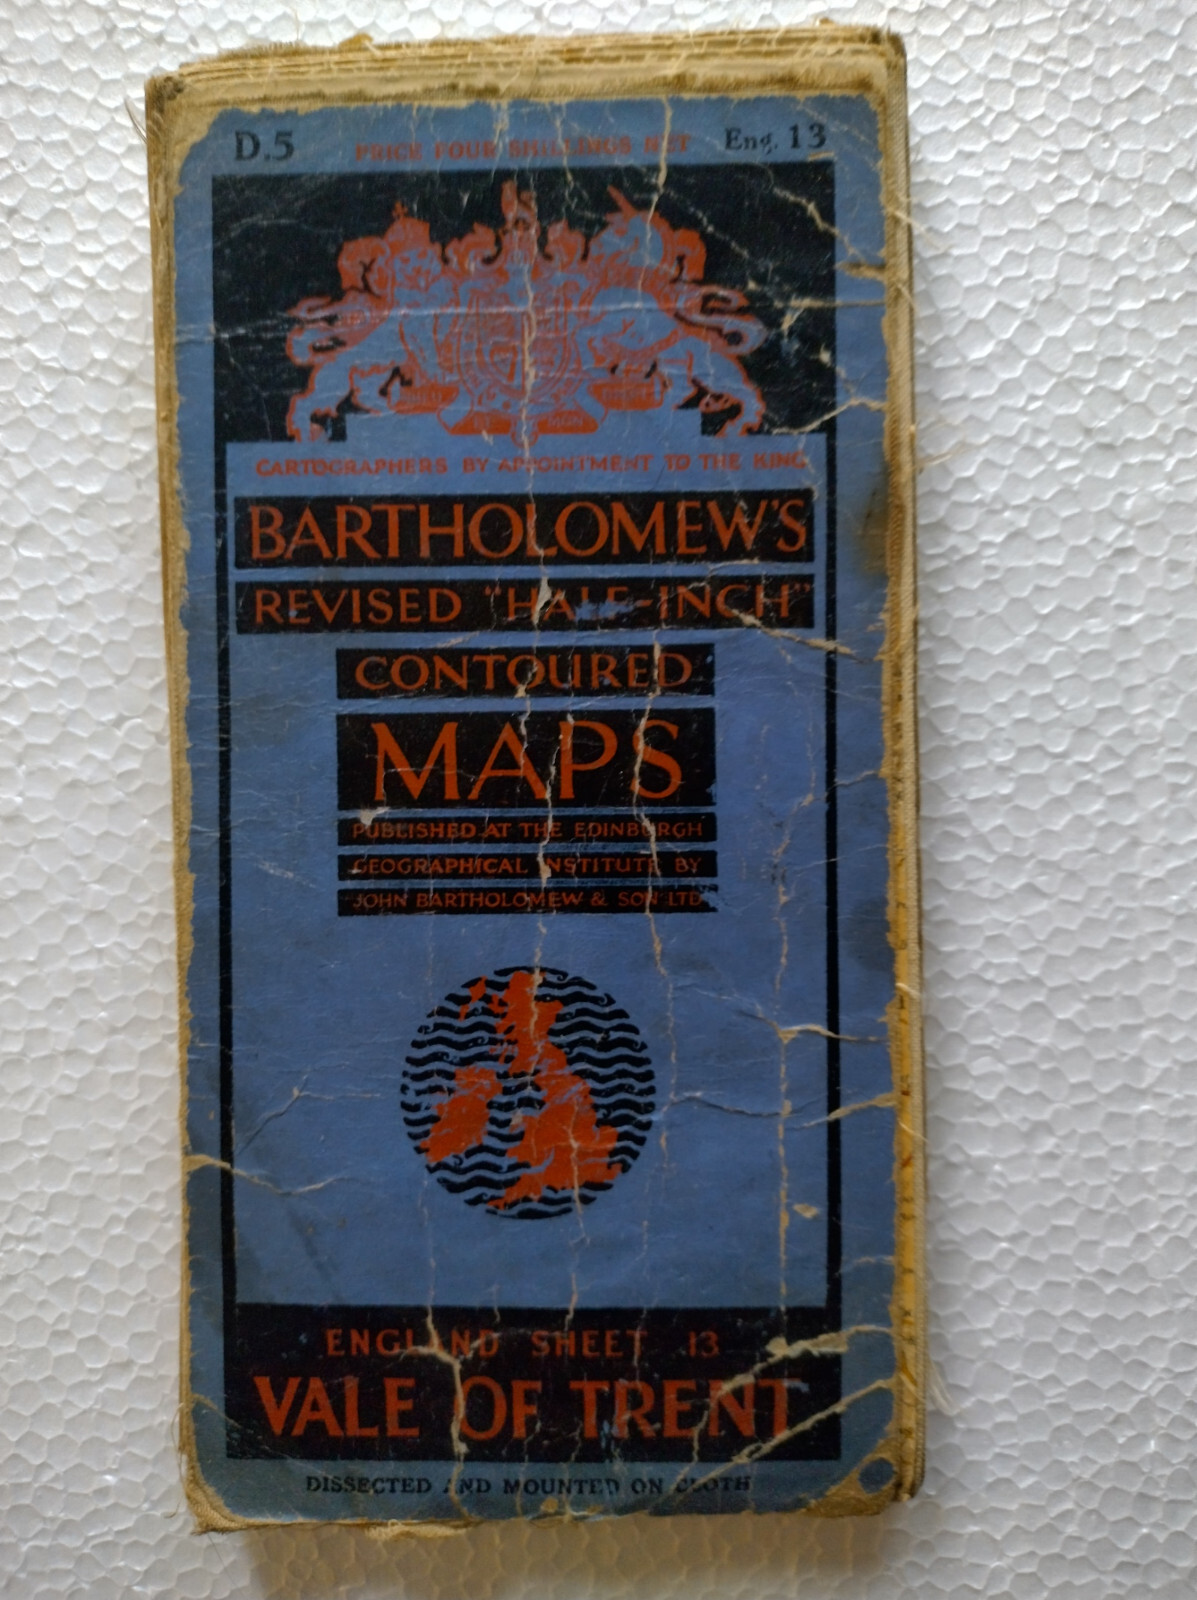 D.5 PRICE FOUR SHILLINGS NET Eng. 13
CARTOGRAPHERS BY APPOINTMENT TO THE KING
BARTHOLOMEW'S
REVISED "HALF-INCH"
CONTOURED
MAPS
PUBLISHED AT THE EDINBURGH
GEOGRAPHICAL INSTITUTE BY
JOHN BARTHOLOMEW & SON LTD
ENGLAND SHEET 13
VALE OF TRENT
DISSECTED AND MOUNTED ON CLOTH